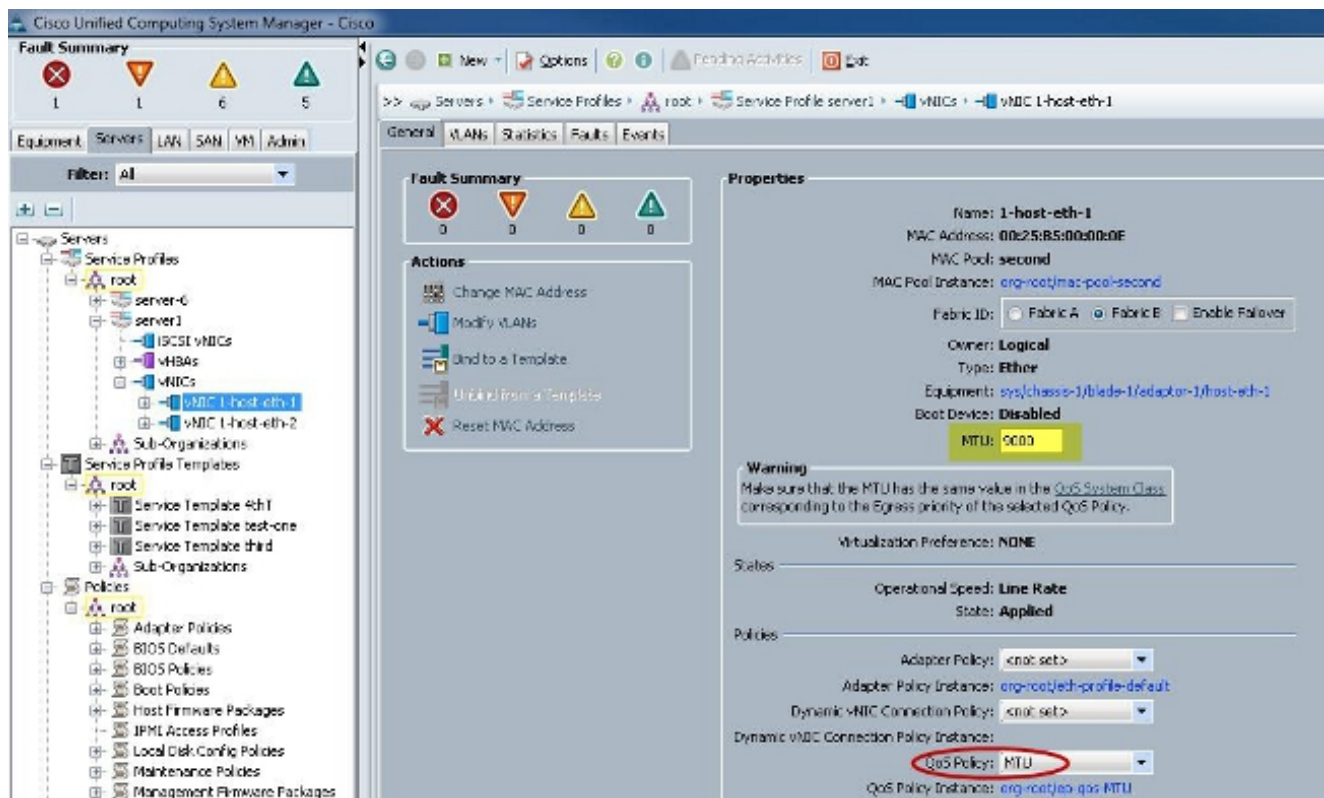 Cisco Unified Computing System Manager - Cisco
Fault Summary
1 1 6 5
Equipment Servers LAN SAN VM Admin
Filter: All
Servers
Service Profiles
root
server-6
server1
iSCSI vNICs
vHBAs
vNICs
vNIC 1-host-eth-1
vNIC 1-host-eth-2
Sub-Organizations
Service Profile Templates
root
Service Template 4thT
Service Template test-one
Service Template third
Sub-Organizations
Policies
root
Adapter Policies
BIOS Defaults
BIOS Policies
Boot Policies
Host Firmware Packages
IPMI Access Profiles
Local Disk Config Policies
Maintenance Policies
Management Firmware Packages
New Options Pending Activities Exit
>> Servers Service Profiles root Service Profile server1 vNICs vNIC 1-host-eth-1
General VLANs Statistics Faults Events
Fault Summary
0 0 0 0
Actions
Change MAC Address
Modify VLANs
Bind to a Template
Unbind from a Template
Reset MAC Address
Properties
Name: 1-host-eth-1
MAC Address: 00:25:B5:00:00:0E
MAC Pool: second
MAC Pool Instance: org-root/mac-pool-second
Fabric ID: Fabric A Fabric B Enable Failover
Owner: Logical
Type: Ether
Equipment: sys/chassis-1/blade-1/adaptor-1/host-eth-1
Boot Device: Disabled
MTU: 9000
Warning
Make sure that the MTU has the same value in the QoS System Class
corresponding to the Egress priority of the selected QoS Policy.
Virtualization Preference: NONE
States
Operational Speed: Line Rate
State: Applied
Policies
Adapter Policy: <not set>
Adapter Policy Instance: org-root/eth-profile-default
Dynamic vNIC Connection Policy: <not set>
Dynamic vNIC Connection Policy Instance:
QoS Policy: MTU
QoS Policy Instance: org-root/ep-qos-MTU